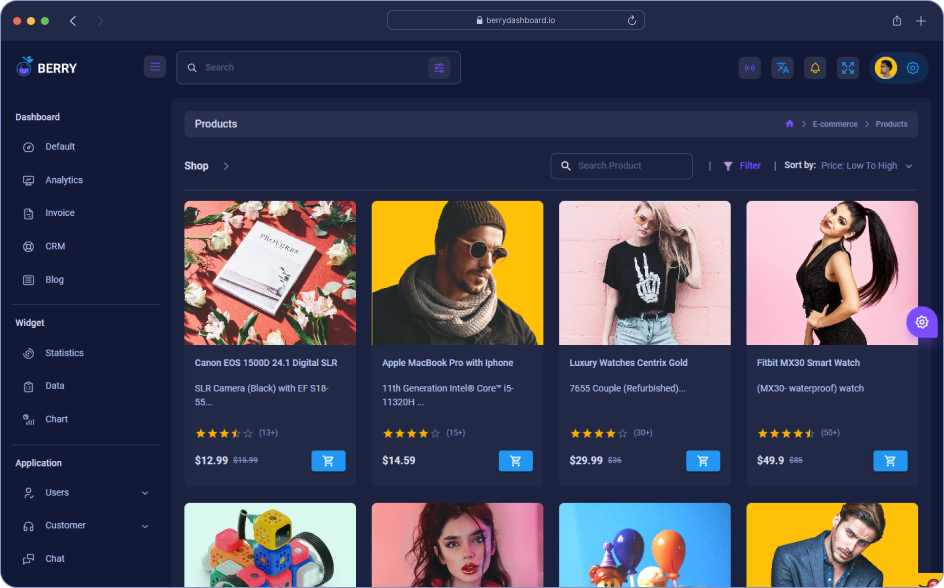 berrydashboard.io
BERRY
Search
Dashboard
Default
Analytics
Invoice
CRM
Blog
Widget
Statistics
Data
Chart
Application
Users
Customer
Chat
Products
E-commerce
Products
Shop
Search Product
| Filter | Sort by: Price: Low To High
PROVERBS
Canon EOS 1500D 24.1 Digital SLR
SLR Camera (Black) with EF S18-
55...
(13+)
$12.99 $15.99
Apple MacBook Pro with Iphone
11th Generation Intel® Core™ i5-
11320H ...
(15+)
$14.59
Luxury Watches Centrix Gold
7655 Couple (Refurbished)...
(30+)
$29.99 $36
Fitbit MX30 Smart Watch
(MX30- waterproof) watch
(50+)
$49.9 $85